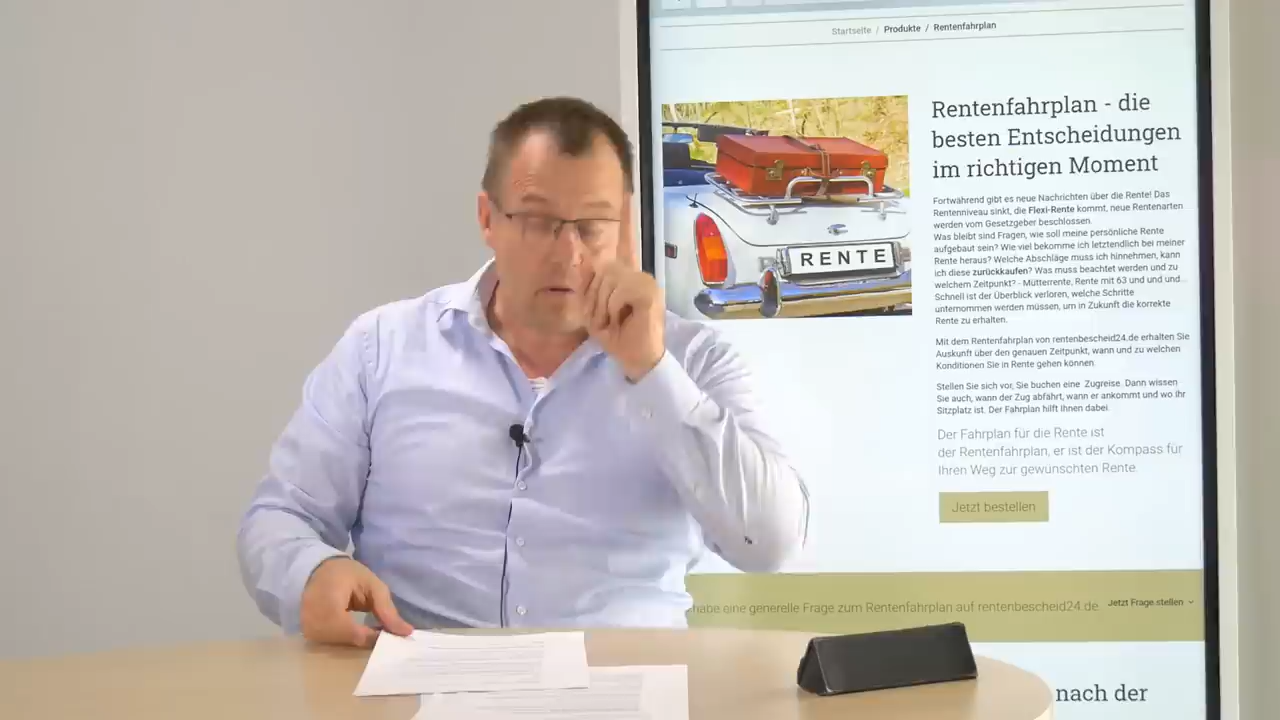 Startseite / Produkte / Rentenfahrplan
RENTE
Rentenfahrplan - die
besten Entscheidungen
im richtigen Moment
Fortwährend gibt es neue Nachrichten über die Rente! Das
Rentenniveau sinkt, die Flexi-Rente kommt, neue Rentenarten
werden vom Gesetzgeber beschlossen.
Was bleibt sind Fragen, wie soll meine persönliche Rente
aufgebaut sein? Wie viel bekomme ich letztendlich bei meiner
Rente heraus? Welche Abschläge muss ich hinnehmen, kann
ich diese zurückkaufen? Was muss beachtet werden und zu
welchem Zeitpunkt? - Mütterrente, Rente mit 63 und und und...
Schnell ist der Überblick verloren, welche Schritte
unternommen werden müssen, um in Zukunft die korrekte
Rente zu erhalten.
Mit dem Rentenfahrplan von rentenbescheid24.de erhalten Sie
Auskunft über den genauen Zeitpunkt, wann und zu welchen
Konditionen Sie in Rente gehen können.
Stellen Sie sich vor, Sie buchen eine Zugreise. Dann wissen
Sie auch, wann der Zug abfährt, wann er ankommt und wo Ihr
Sitzplatz ist. Der Fahrplan hilft Ihnen dabei.
Der Fahrplan für die Rente ist
der Rentenfahrplan, er ist der Kompass für
Ihren Weg zur gewünschten Rente.
Jetzt bestellen
habe eine generelle Frage zum Rentenfahrplan auf rentenbescheid24.de. Jetzt Frage stellen
nach der